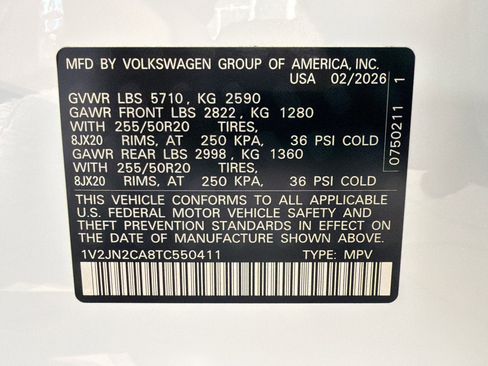 MFD BY VOLKSWAGEN GROUP OF AMERICA, INC.
USA 02/2026
GVWR LBS 5710, KG 2590
GAWR FRONT LBS 2822, KG 1280
WITH 255/50R20 TIRES,
8JX20 RIMS, AT 250 KPA, 36 PSI COLD
GAWR REAR LBS 2998, KG 1360
WITH 255/50R20 TIRES,
8JX20 RIMS, AT 250 KPA, 36 PSI COLD
THIS VEHICLE CONFORMS TO ALL APPLICABLE
U.S. FEDERAL MOTOR VEHICLE SAFETY AND
THEFT PREVENTION STANDARDS IN EFFECT
ON THE DATE OF MANUFACTURE SHOWN ABOVE
1V2JN2CA8TC550411 TYPE: MPV
0750211 1